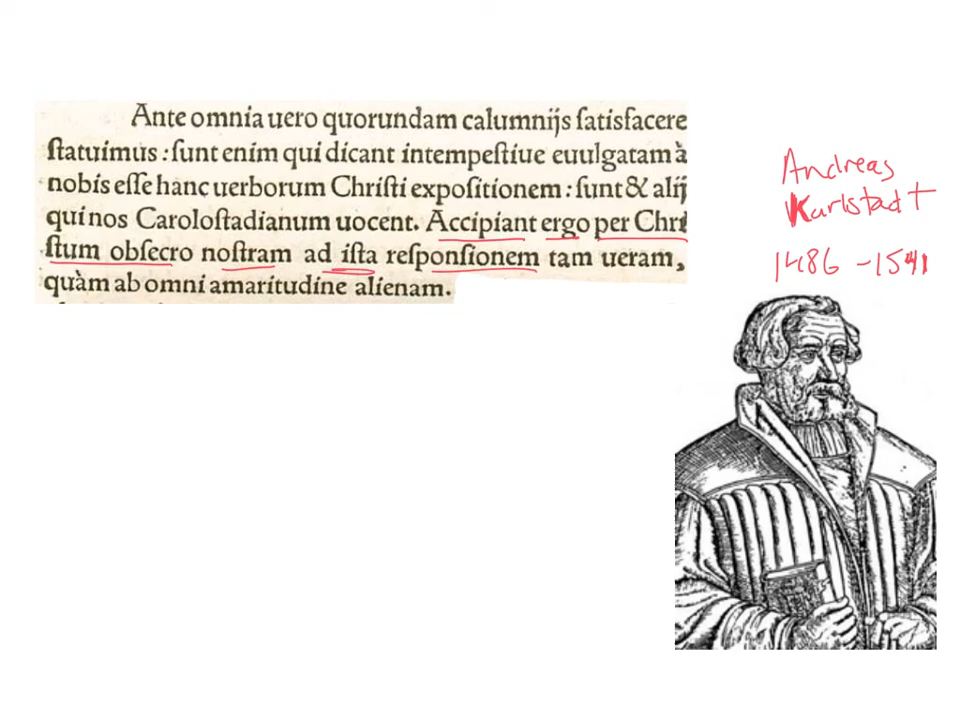 Ante omnia uero quorundam calumnijs ſatisfacere
ſtatuimus : ſunt enim qui dicant intempeſtiue euulgatam à
nobis eſſe hanc uerborum Chriſti expoſitionem : ſunt & alij
qui nos Caroloſtadianum uocent. Accipiant ergo per Chri
ſtum obſecro noſtram ad iſta reſponſionem tam ueram,
quàm ab omni amaritudine alienam.
Andreas
Karlstadt
1486 - 1541